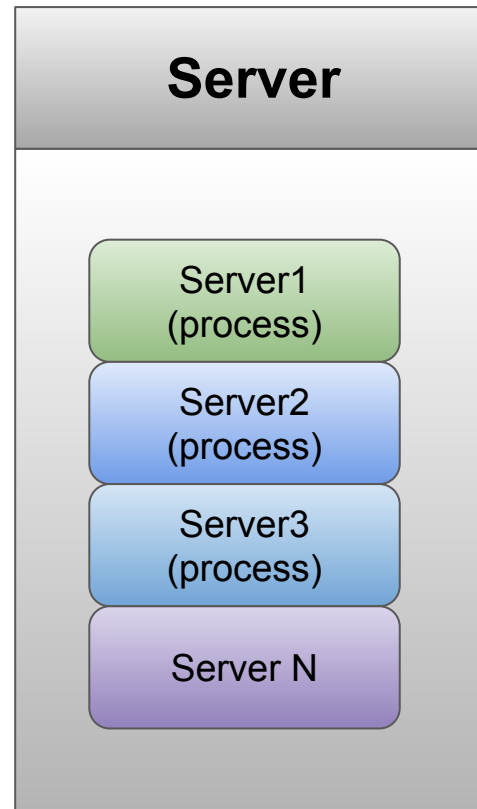 Server
Server1
(process)
Server2
(process)
Server3
(process)
Server N